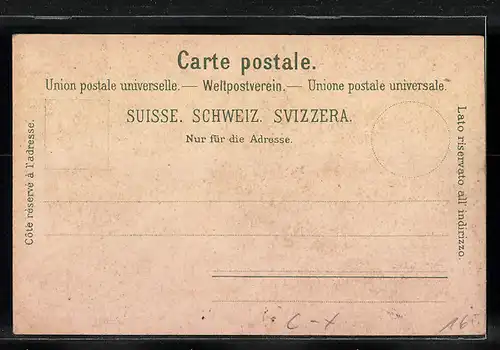 Carte postale.
Union postale universelle. — Weltpostverein. — Unione postale universale.
SUISSE. SCHWEIZ. SVIZZERA.
Nur für die Adresse.
Côté réservé à l'adresse.
Lato riservato all' indirizzo.
C-x
16